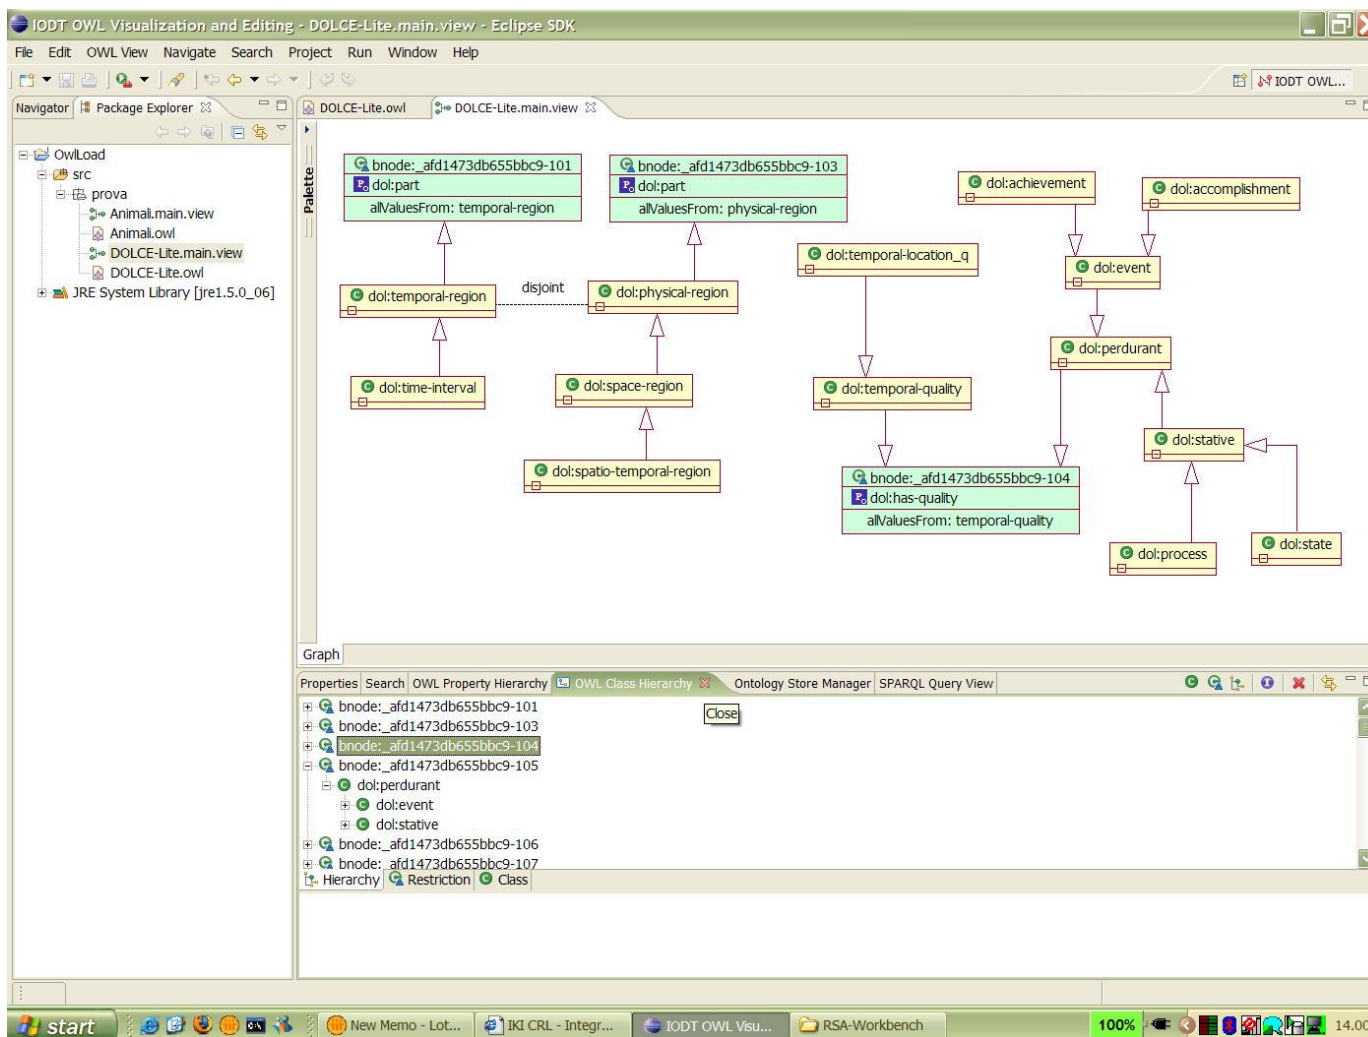 IODT OWL Visualization and Editing - DOLCE-Lite.main.view - Eclipse SDK
File Edit OWL View Navigate Search Project Run Window Help
IODT OWL...
Navigator Package Explorer
DOLCE-Lite.owl DOLCE-Lite.main.view
OwlLoad
src
prova
Animali.main.view
Animali.owl
DOLCE-Lite.main.view
DOLCE-Lite.owl
JRE System Library [jre1.5.0_06]
Palette
bnode:_afd1473db655bbc9-101
dol:part
allValuesFrom: temporal-region
bnode:_afd1473db655bbc9-103
dol:part
allValuesFrom: physical-region
dol:achievement
dol:accomplishment
dol:temporal-location_q
dol:event
dol:temporal-region
disjoint
dol:physical-region
dol:perdurant
dol:time-interval
dol:space-region
dol:temporal-quality
dol:stative
dol:spatio-temporal-region
bnode:_afd1473db655bbc9-104
dol:has-quality
allValuesFrom: temporal-quality
dol:process
dol:state
Graph
Properties Search OWL Property Hierarchy OWL Class Hierarchy Ontology Store Manager SPARQL Query View
Close
bnode:_afd1473db655bbc9-101
bnode:_afd1473db655bbc9-103
bnode:_afd1473db655bbc9-104
bnode:_afd1473db655bbc9-105
dol:perdurant
dol:event
dol:stative
bnode:_afd1473db655bbc9-106
bnode:_afd1473db655bbc9-107
Hierarchy Restriction Class
start New Memo - Lot... IKI CRL - Integr... IODT OWL Visu... RSA-Workbench 100% 14.00